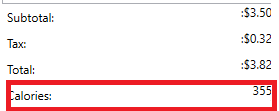 Subtotal: :$3.50
Tax: :$0.32
Total: :$3.82
Calories: 355